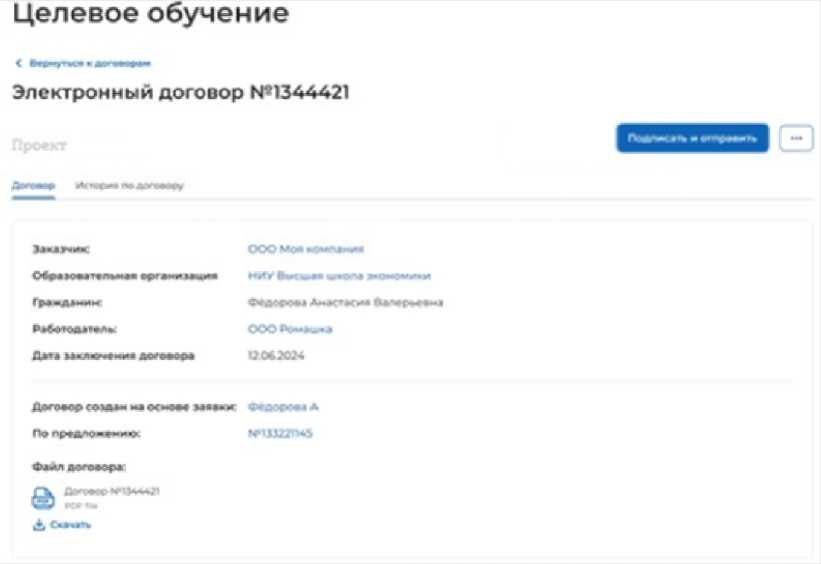 Целевое обучение
Вернуться к договорам
Электронный договор №1344421
Проект
Подписать и отправить
Договор История по договору
Заказчик: ООО Моя компания
Образовательная организация НИУ Высшая школа экономики
Гражданин: Фёдорова Анастасия Валерьевна
Работодатель: ООО Ромашка
Дата заключения договора 12.06.2024
Договор создан на основе заявки: Фёдорова А
По предложению: №133221145
Файл договора:
Договор №1344421
PDF file
Скачать